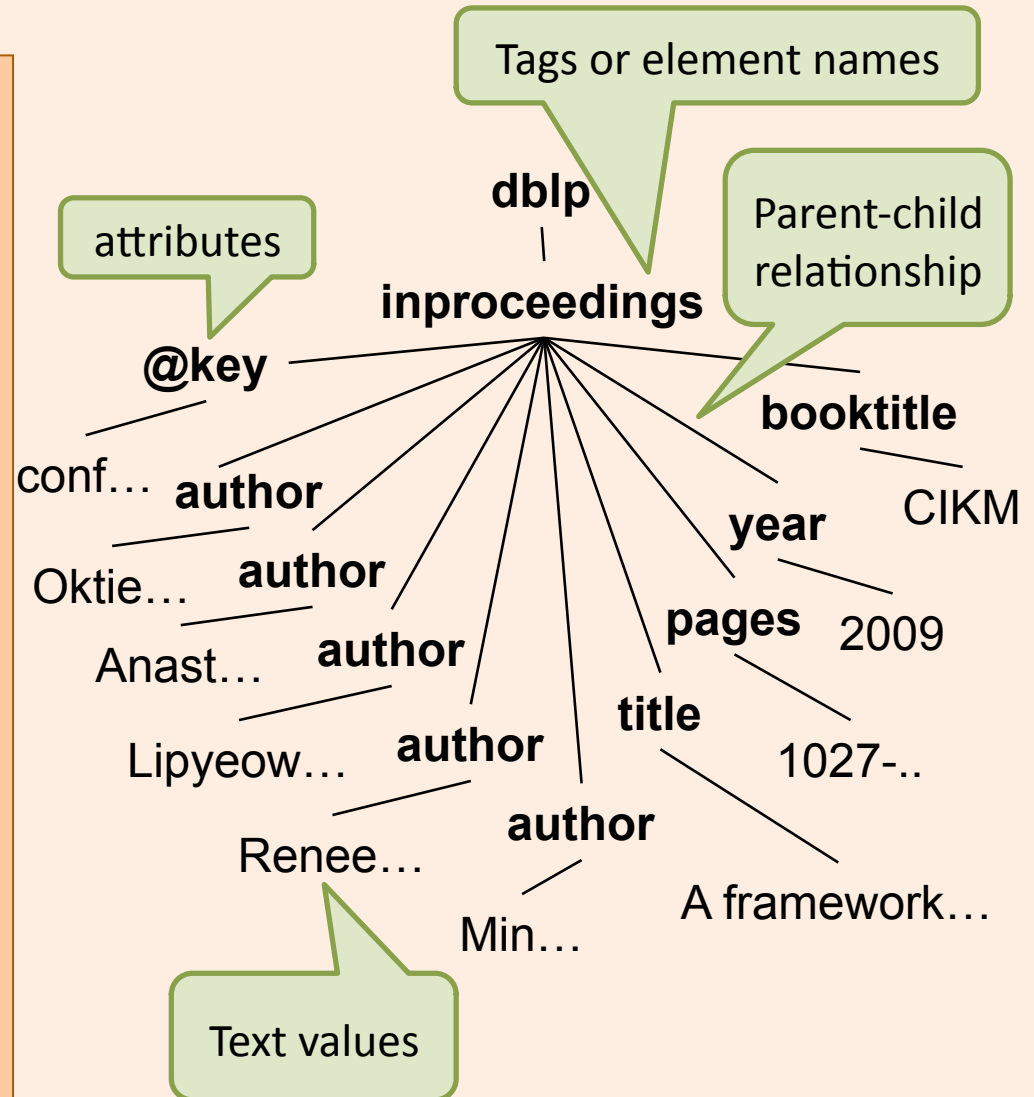 Tags or element names
dblp
attributes
Parent-child
relationship
inproceedings
@key
booktitle
conf…
author
CIKM
year
Oktie…
author
pages
2009
Anast…
author
title
Lipyeow…
author
1027-..
author
Renee…
A framework…
Min…
Text values